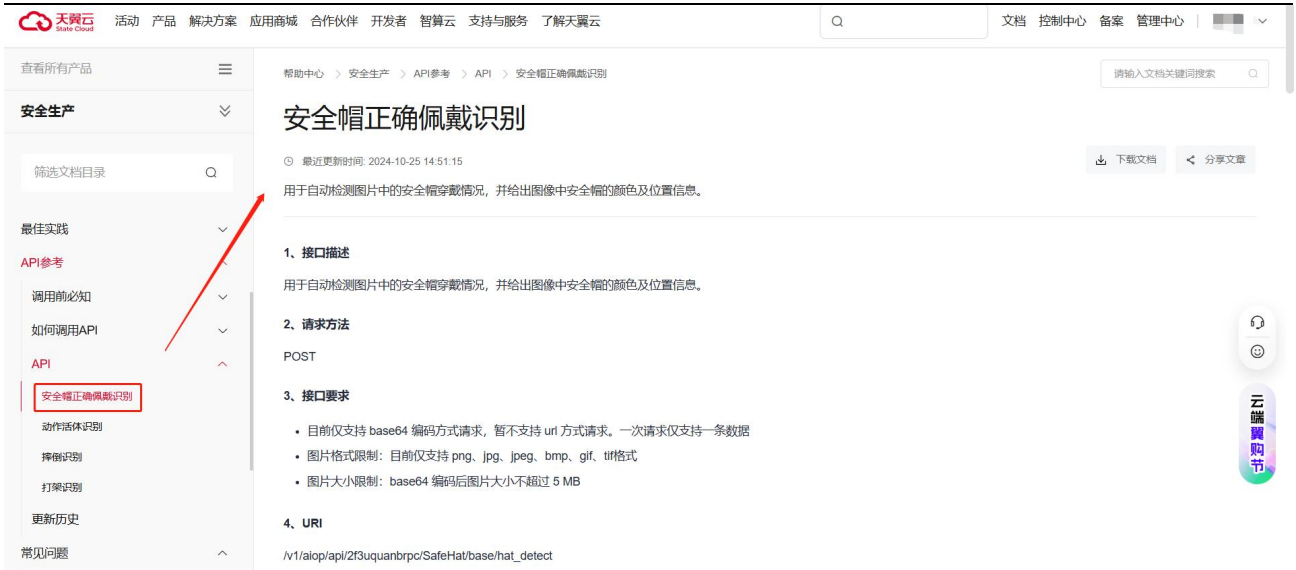 天翼云
State Cloud
活动 产品 解决方案 应用商城 合作伙伴 开发者 智算云 支持与服务 了解天翼云
文档 控制中心 备案 管理中心
查看所有产品
安全生产
筛选文档目录
最佳实践
API参考
调用前必知
如何调用API
API
安全帽正确佩戴识别
动作活体识别
摔倒识别
打架识别
更新历史
常见问题
帮助中心 > 安全生产 > API参考 > API > 安全帽正确佩戴识别
请输入文档关键词搜索
安全帽正确佩戴识别
最近更新时间: 2024-10-25 14:51:15
下载文档 分享文章
用于自动检测图片中的安全帽穿戴情况，并给出图像中安全帽的颜色及位置信息。
1、接口描述
用于自动检测图片中的安全帽穿戴情况，并给出图像中安全帽的颜色及位置信息。
2、请求方法
POST
3、接口要求
• 目前仅支持 base64 编码方式请求，暂不支持 url 方式请求。一次请求仅支持一条数据
• 图片格式限制：目前仅支持 png、jpg、jpeg、bmp、gif、tif格式
• 图片大小限制：base64 编码后图片大小不超过 5 MB
4、URI
/v1/aiop/api/2f3uquanbrpc/SafeHat/base/hat_detect
云端翼购节